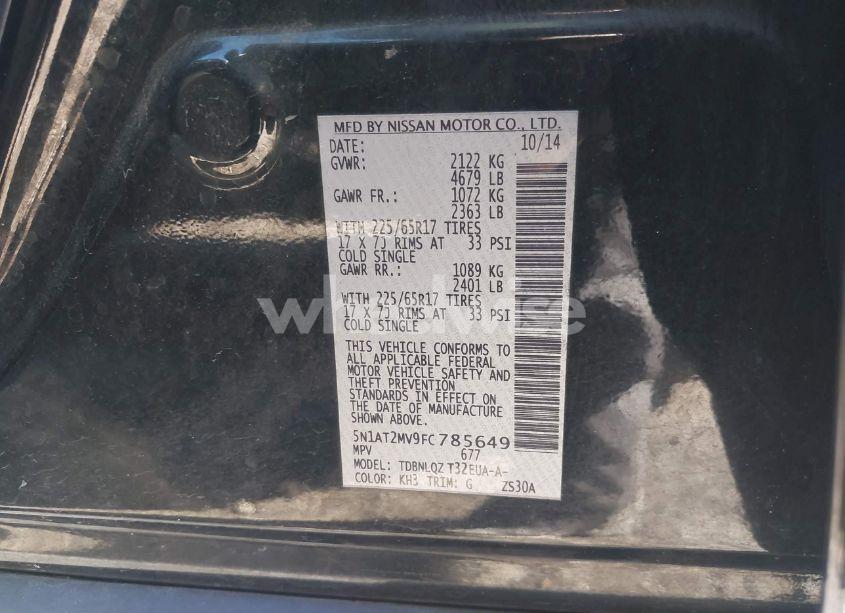 MFD BY NISSAN MOTOR CO., LTD.
DATE: 10/14
GVWR: 2122 KG
4679 LB
GAWR FR.: 1072 KG
2363 LB
WITH 225/65R17 TIRES
17 X 7J RIMS AT 33 PSI
COLD SINGLE
GAWR RR.: 1089 KG
2401 LB
WITH 225/65R17 TIRES
17 X 7J RIMS AT 33 PSI
COLD SINGLE
THIS VEHICLE CONFORMS TO
ALL APPLICABLE FEDERAL
MOTOR VEHICLE SAFETY AND
THEFT PREVENTION
STANDARDS IN EFFECT ON
THE DATE OF MANUFACTURE
SHOWN ABOVE.
5N1AT2MV9FC785649
MPV 677
MODEL: TDBNLQZ T32EUA-A-
COLOR: KH3 TRIM: G ZS30A